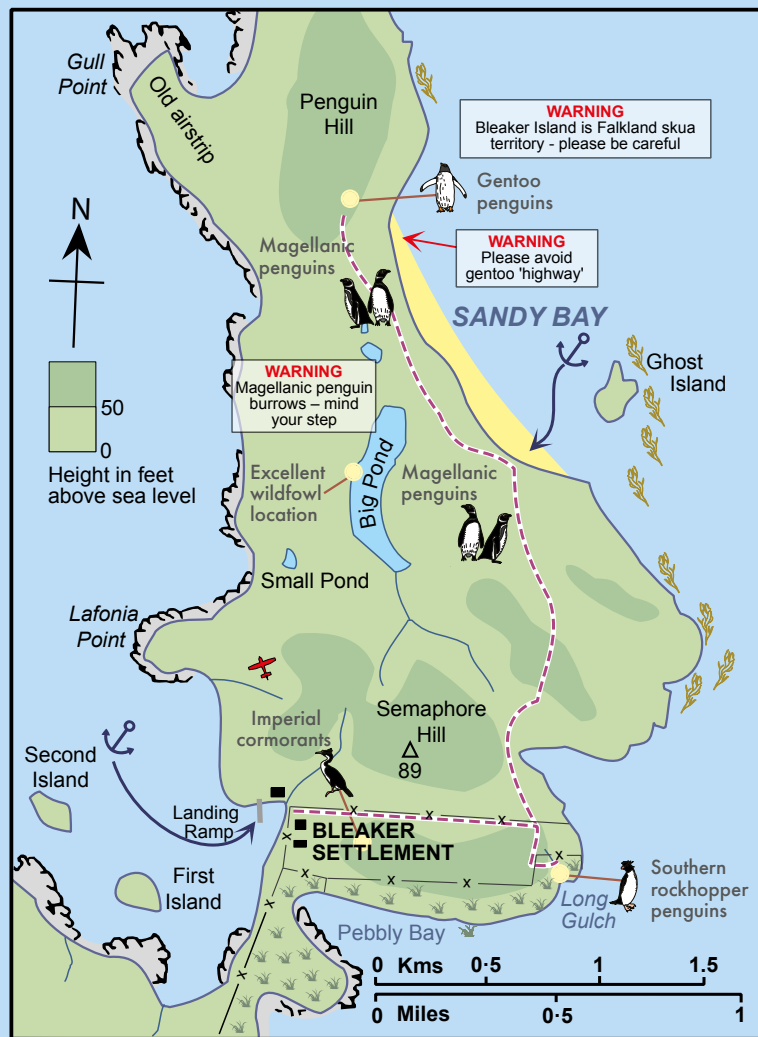 Gull
Point
Old airstrip
Penguin
Hill
WARNING
Bleaker Island is Falkland skua
territory - please be careful
Gentoo
penguins
N
Magellanic
penguins
WARNING
Please avoid
gentoo 'highway'
SANDY BAY
Ghost
Island
50
0
Height in feet
above sea level
WARNING
Magellanic penguin
burrows – mind
your step
Excellent
wildfowl
location
Big Pond
Magellanic
penguins
Small Pond
Lafonia
Point
Imperial
cormorants
Semaphore
Hill
89
Second
Island
Landing
Ramp
BLEAKER
SETTLEMENT
First
Island
Long
Gulch
Southern
rockhopper
penguins
Pebbly Bay
0 Kms 0·5 1 1.5
0 Miles 0·5 1